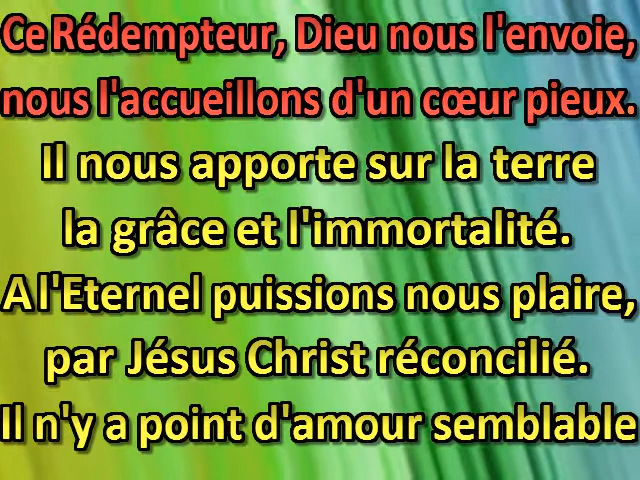 Ce Rédempteur, Dieu nous l'envoie,
nous l'accueillons d'un cœur pieux.
Il nous apporte sur la terre
la grâce et l'immortalité.
A l'Eternel puissions nous plaire,
par Jésus Christ réconcilié.
Il n'y a point d'amour semblable